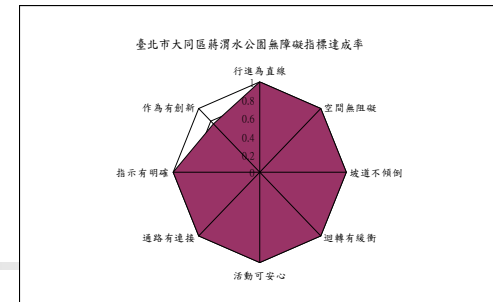 臺北市大同區蔣渭水公園無障礙指標達成率
行進為直線
作為有創新
空間無阻礙
指示有明確
坡道不傾倒
通路有連接
迴轉有緩衝
活動可安心
1
0.8
0.6
0.4
0.2
0